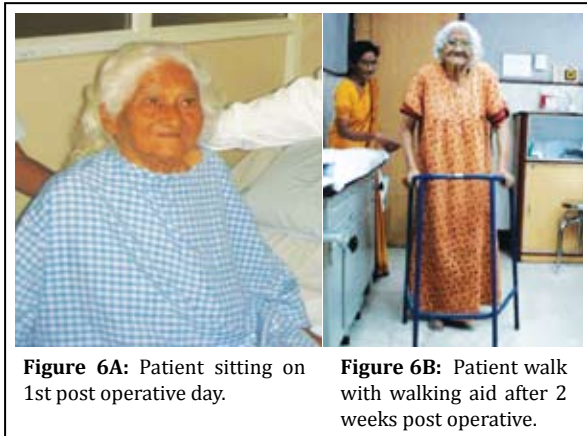 Figure 6A: Patient sitting on
1st post operative day.
Figure 6B: Patient walk
with walking aid after 2
weeks post operative.